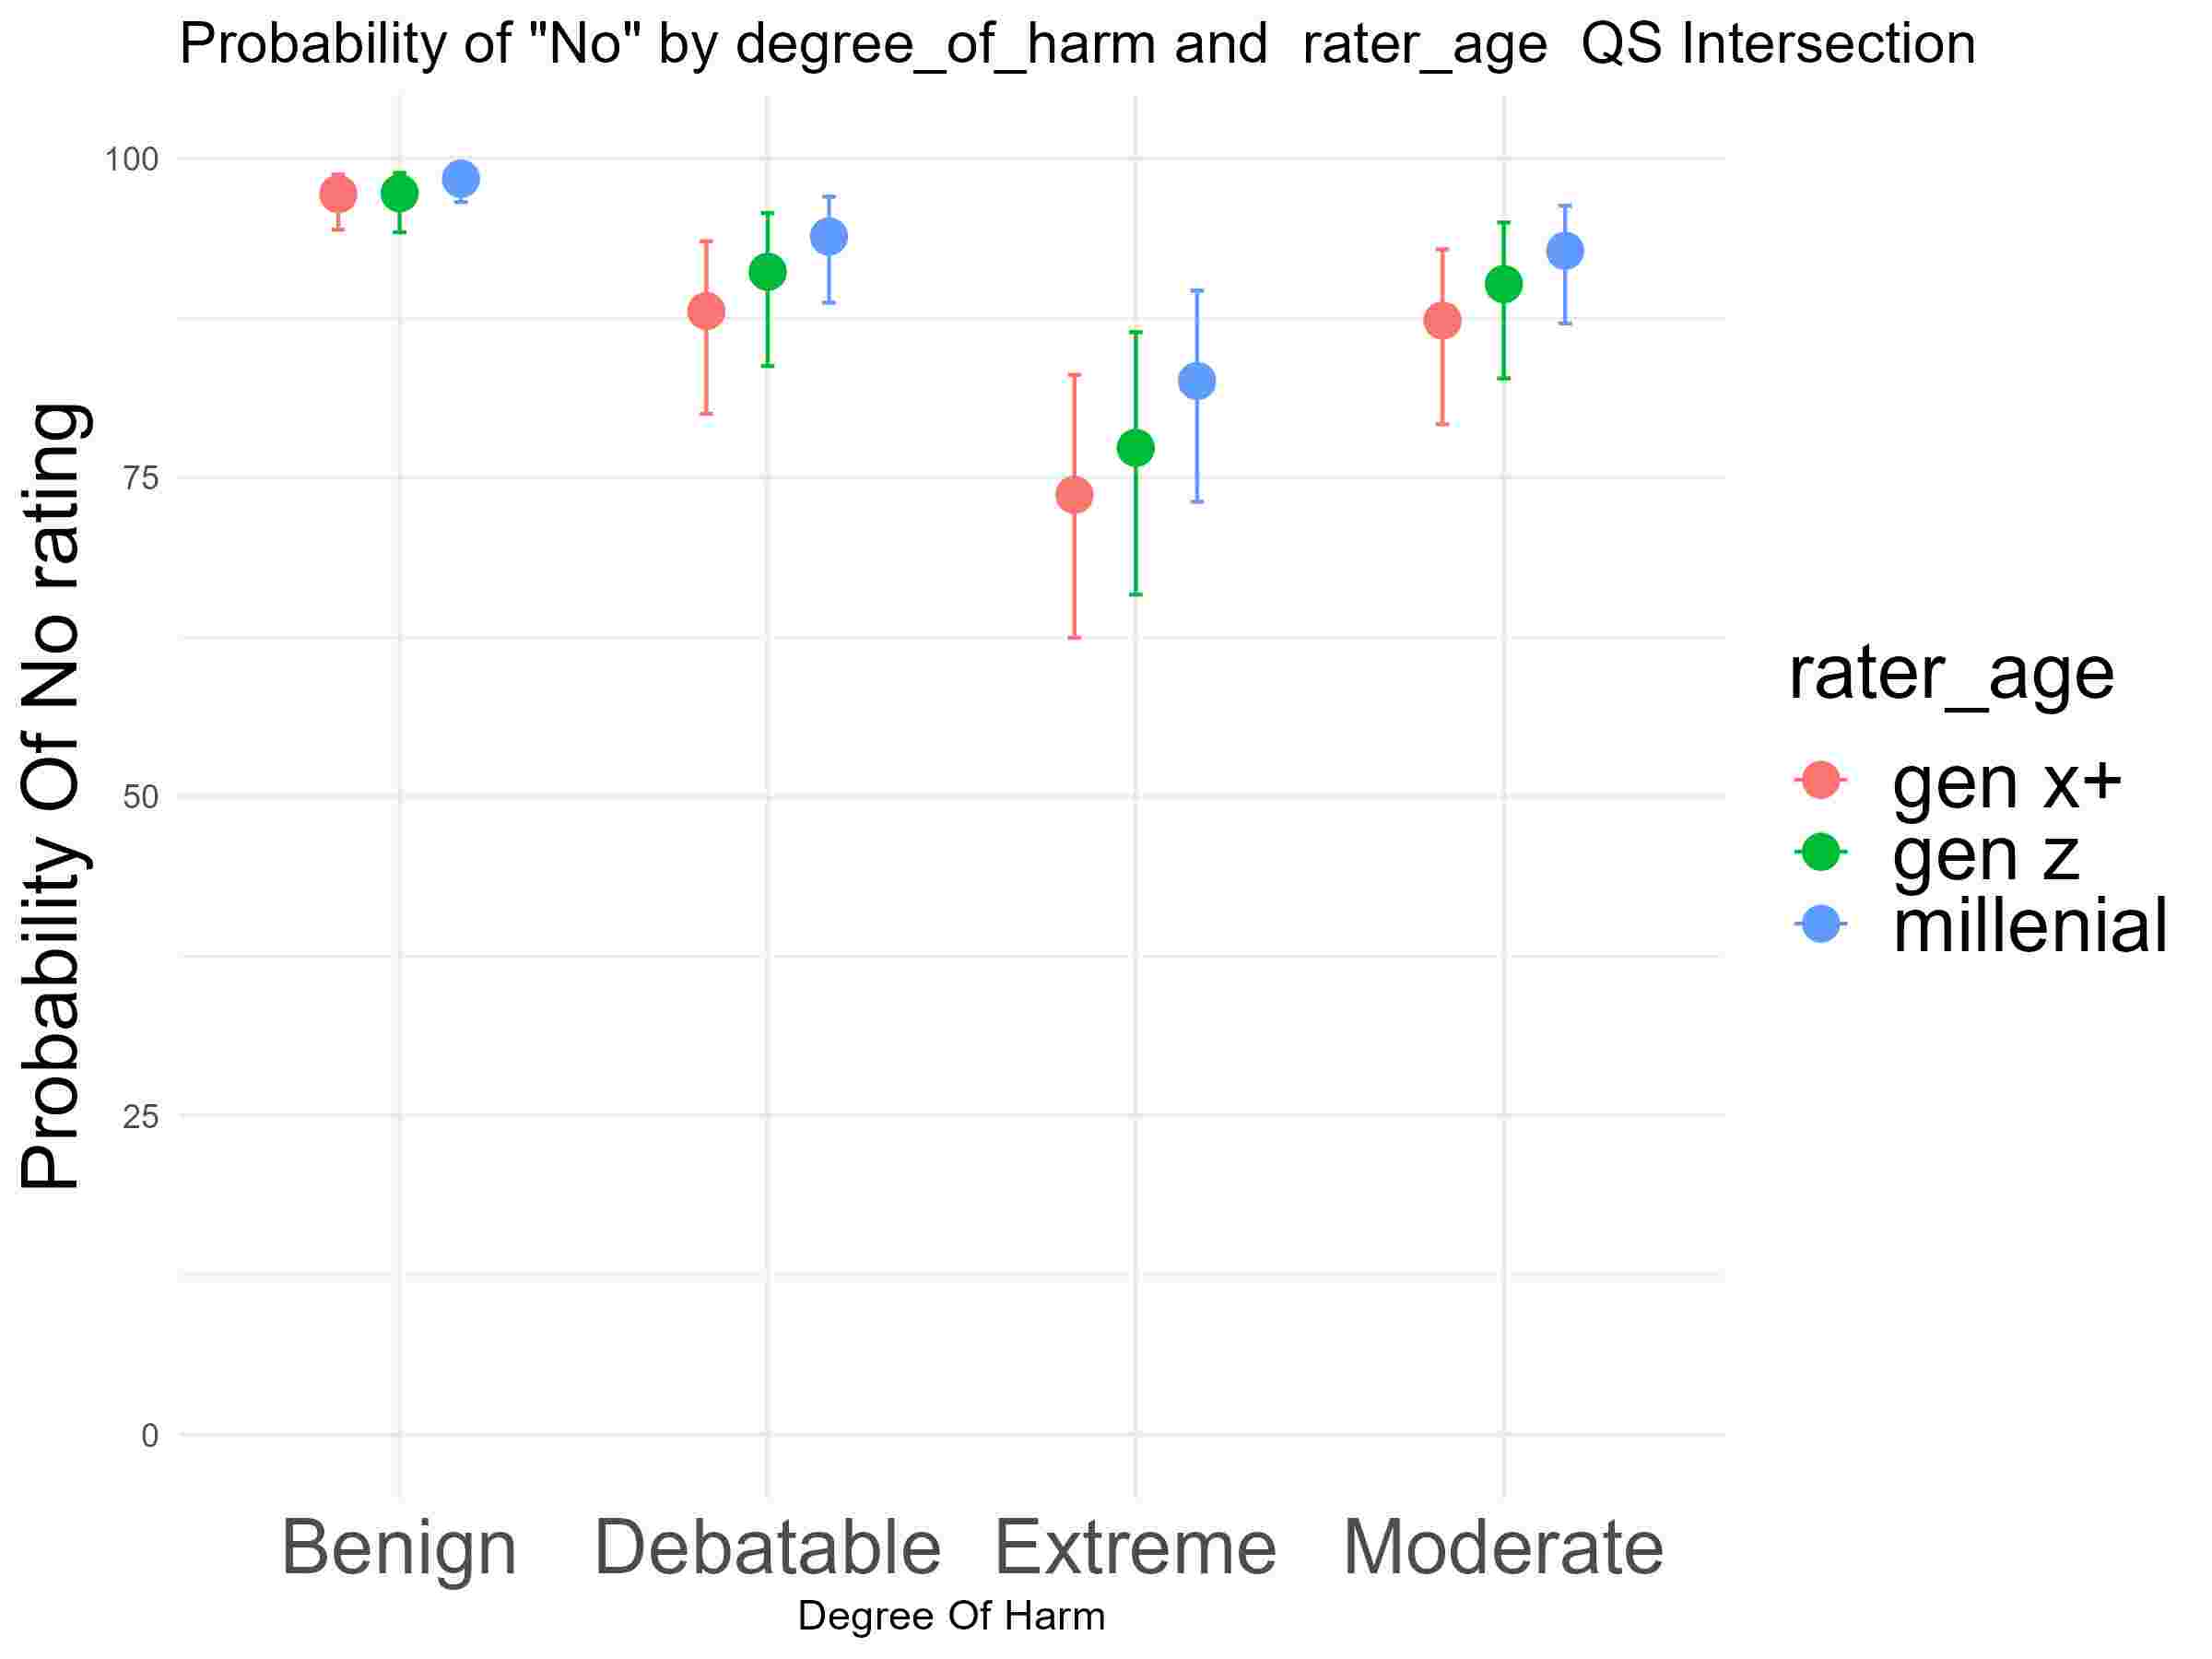 Probability of "No" by degree_of_harm and  rater_age  QS Intersection
Probability Of No rating
100
75
50
25
0
Benign
Debatable
Extreme
Moderate
Degree Of Harm
rater_age
gen x+
gen z
millenial